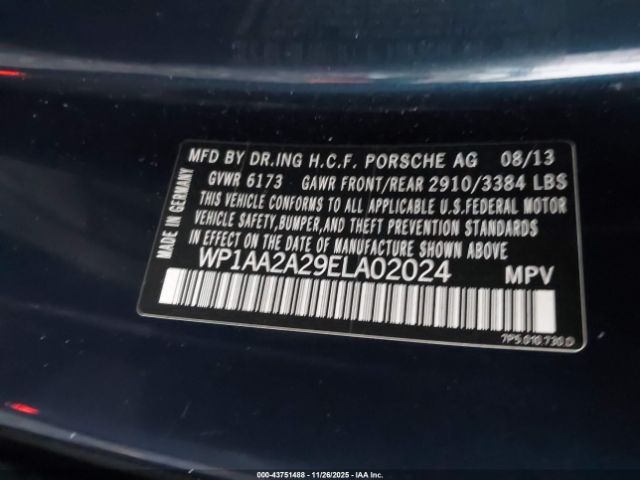 MFD BY DR.ING H.C.F. PORSCHE AG 08/13
GVWR 6173 GAWR FRONT/REAR 2910/3384 LBS
THIS VEHICLE CONFORMS TO ALL APPLICABLE U.S.FEDERAL MOTOR
VEHICLE SAFETY,BUMPER,AND THEFT PREVENTION STANDARDS
IN EFFECT ON THE DATE OF MANUFACTURE SHOWN ABOVE
WP1AA2A29ELA02024 MPV
MADE IN GERMANY
7P5.010.730.D
000-43751488 - 11/26/2025 - IAA Inc.